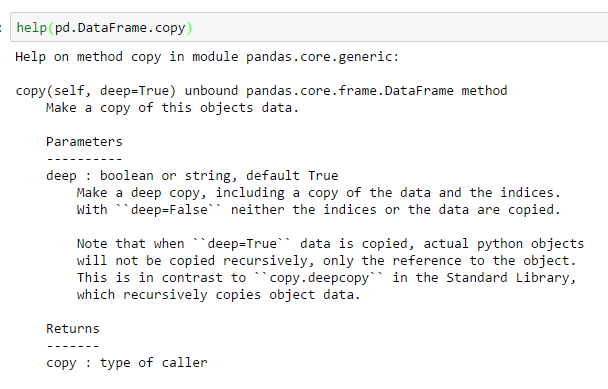 : help(pd.DataFrame.copy)
Help on method copy in module pandas.core.generic:
copy(self, deep=True) unbound pandas.core.frame.DataFrame method
Make a copy of this objects data.
Parameters
----------
deep : boolean or string, default True
Make a deep copy, including a copy of the data and the indices.
With ``deep=False`` neither the indices or the data are copied.
Note that when ``deep=True`` data is copied, actual python objects
will not be copied recursively, only the reference to the object.
This is in contrast to ``copy.deepcopy`` in the Standard Library,
which recursively copies object data.
Returns
-------
copy : type of caller